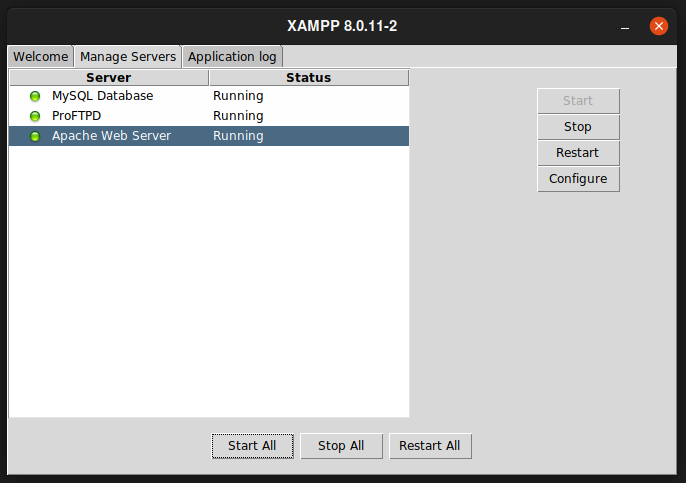 XAMPP 8.0.11-2
Welcome Manage Servers Application log
Server Status
MySQL Database Running
ProFTPD Running
Apache Web Server Running
Start
Stop
Restart
Configure
Start All Stop All Restart All